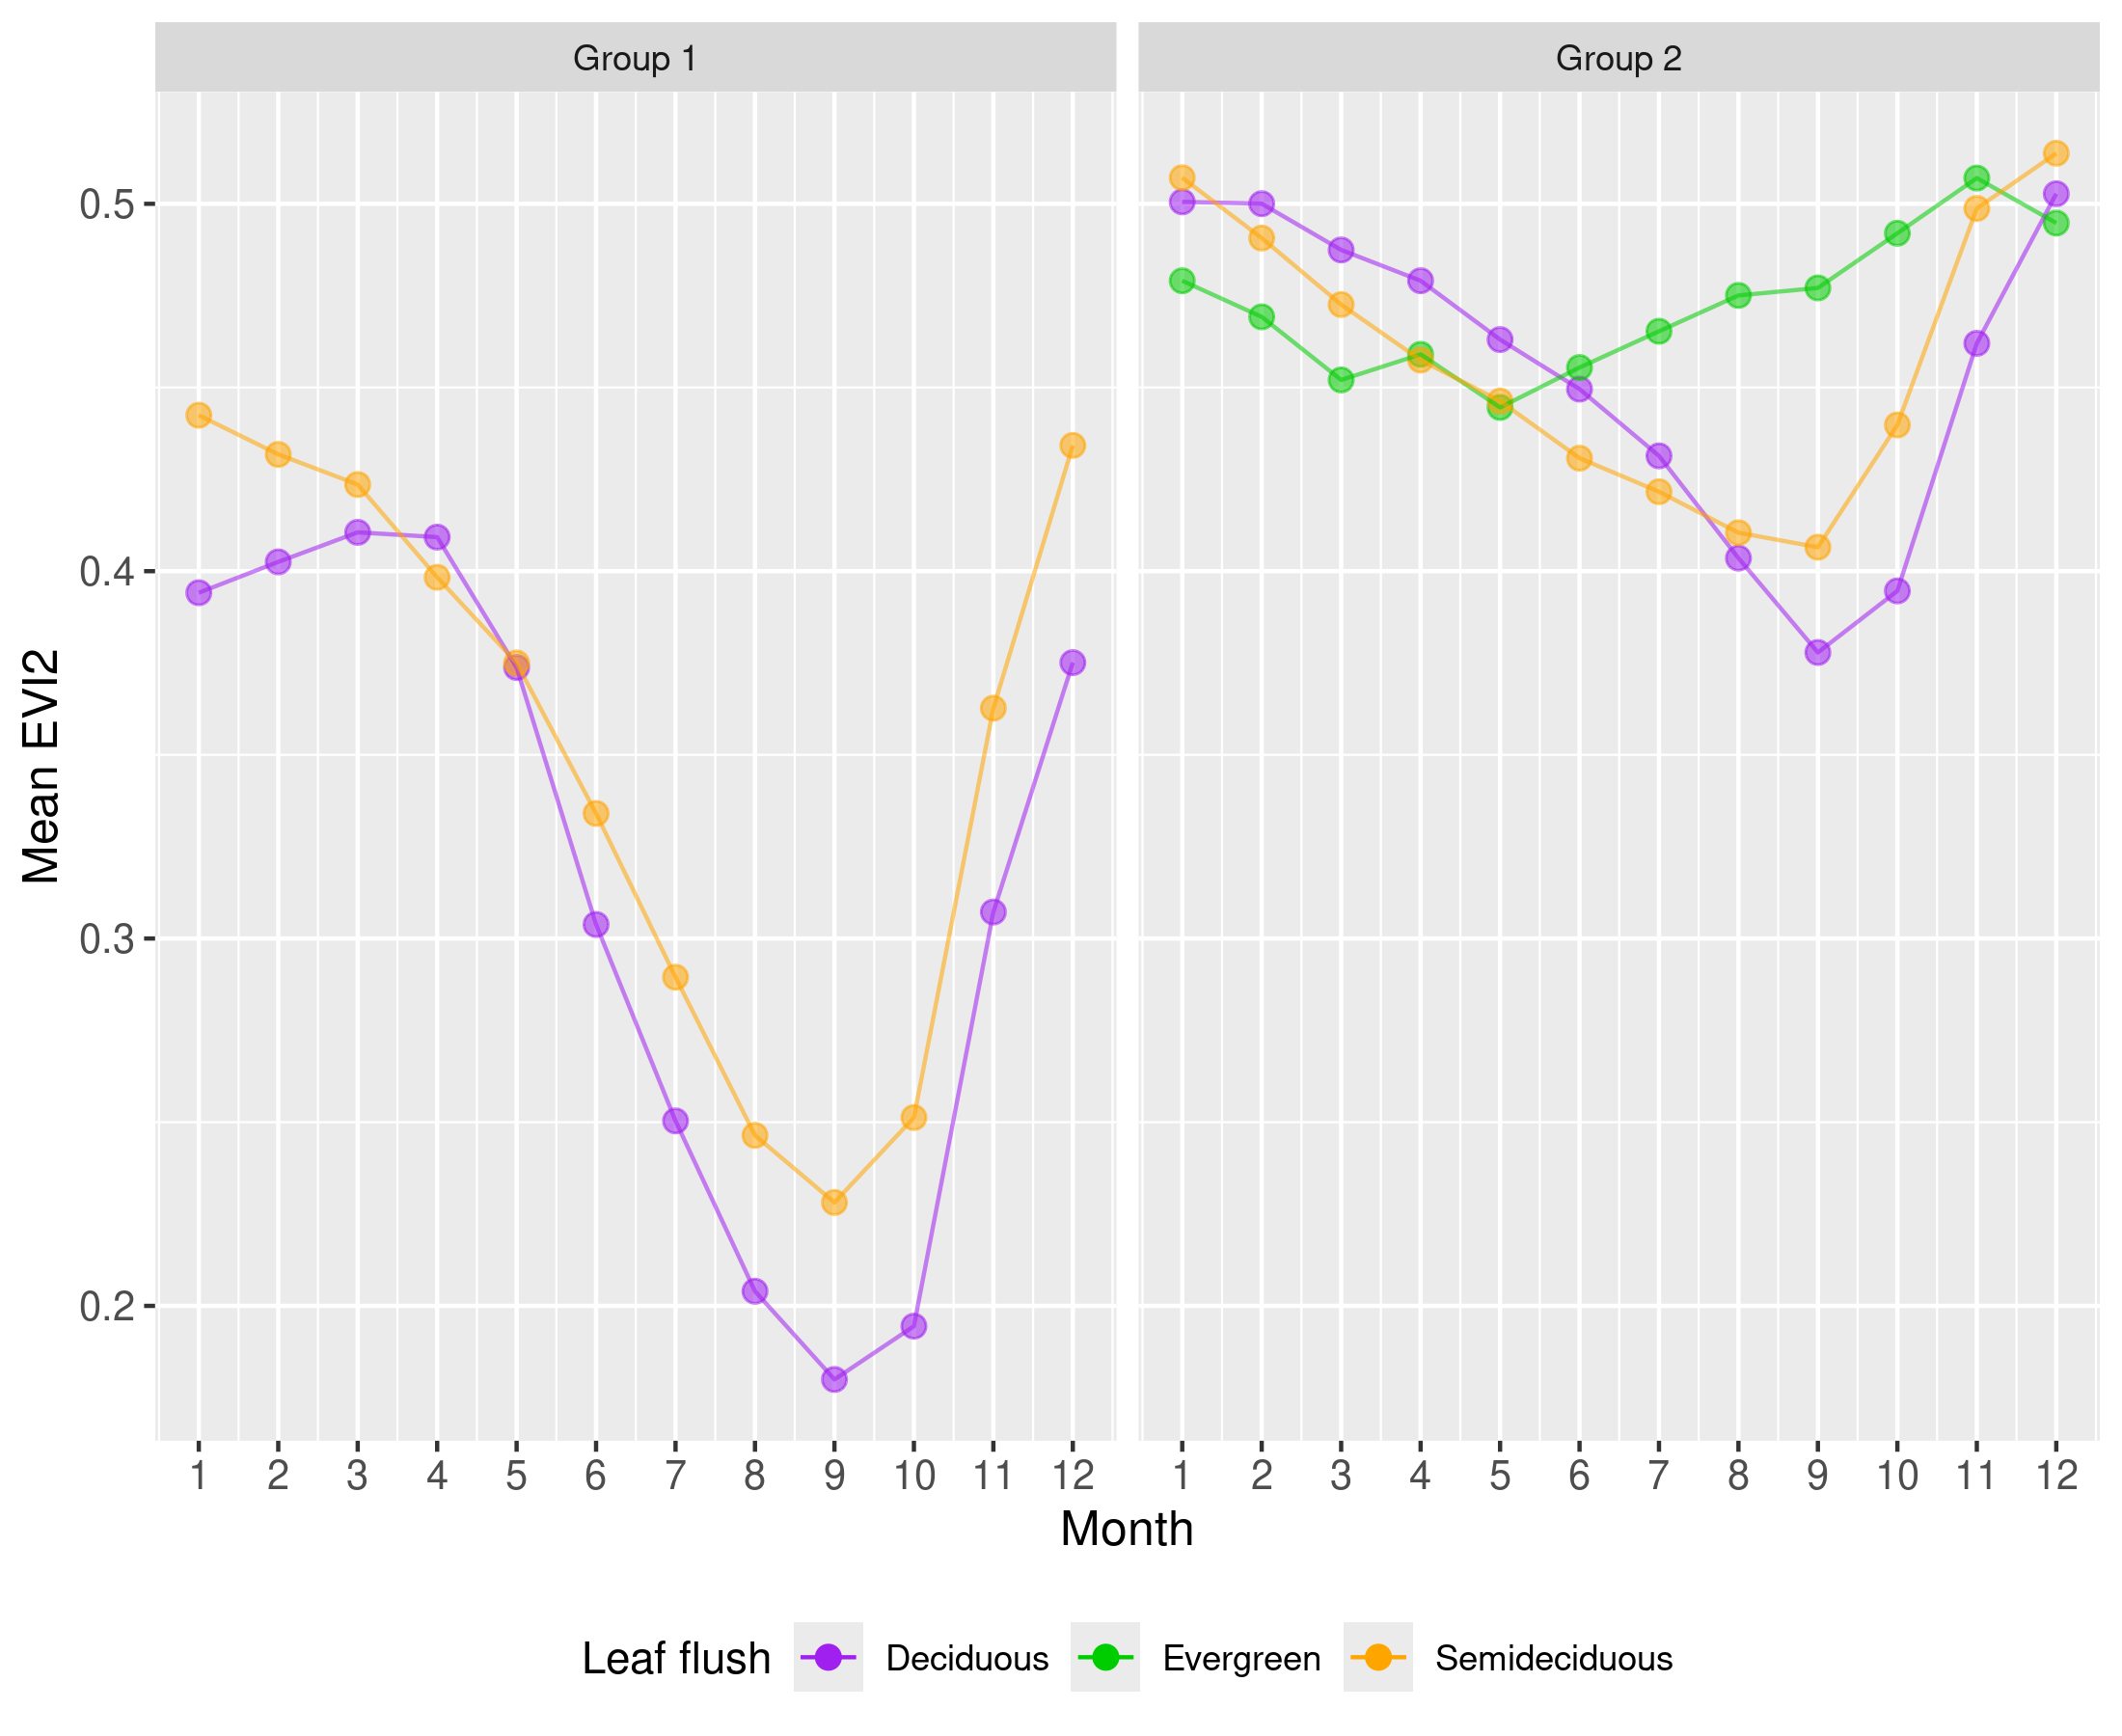 Group 1
Group 2
0.5
0.4
0.3
0.2
Mean EVI2
1 2 3 4 5 6 7 8 9 10 11 12
1 2 3 4 5 6 7 8 9 10 11 12
Month
Leaf flush Deciduous Evergreen Semideciduous